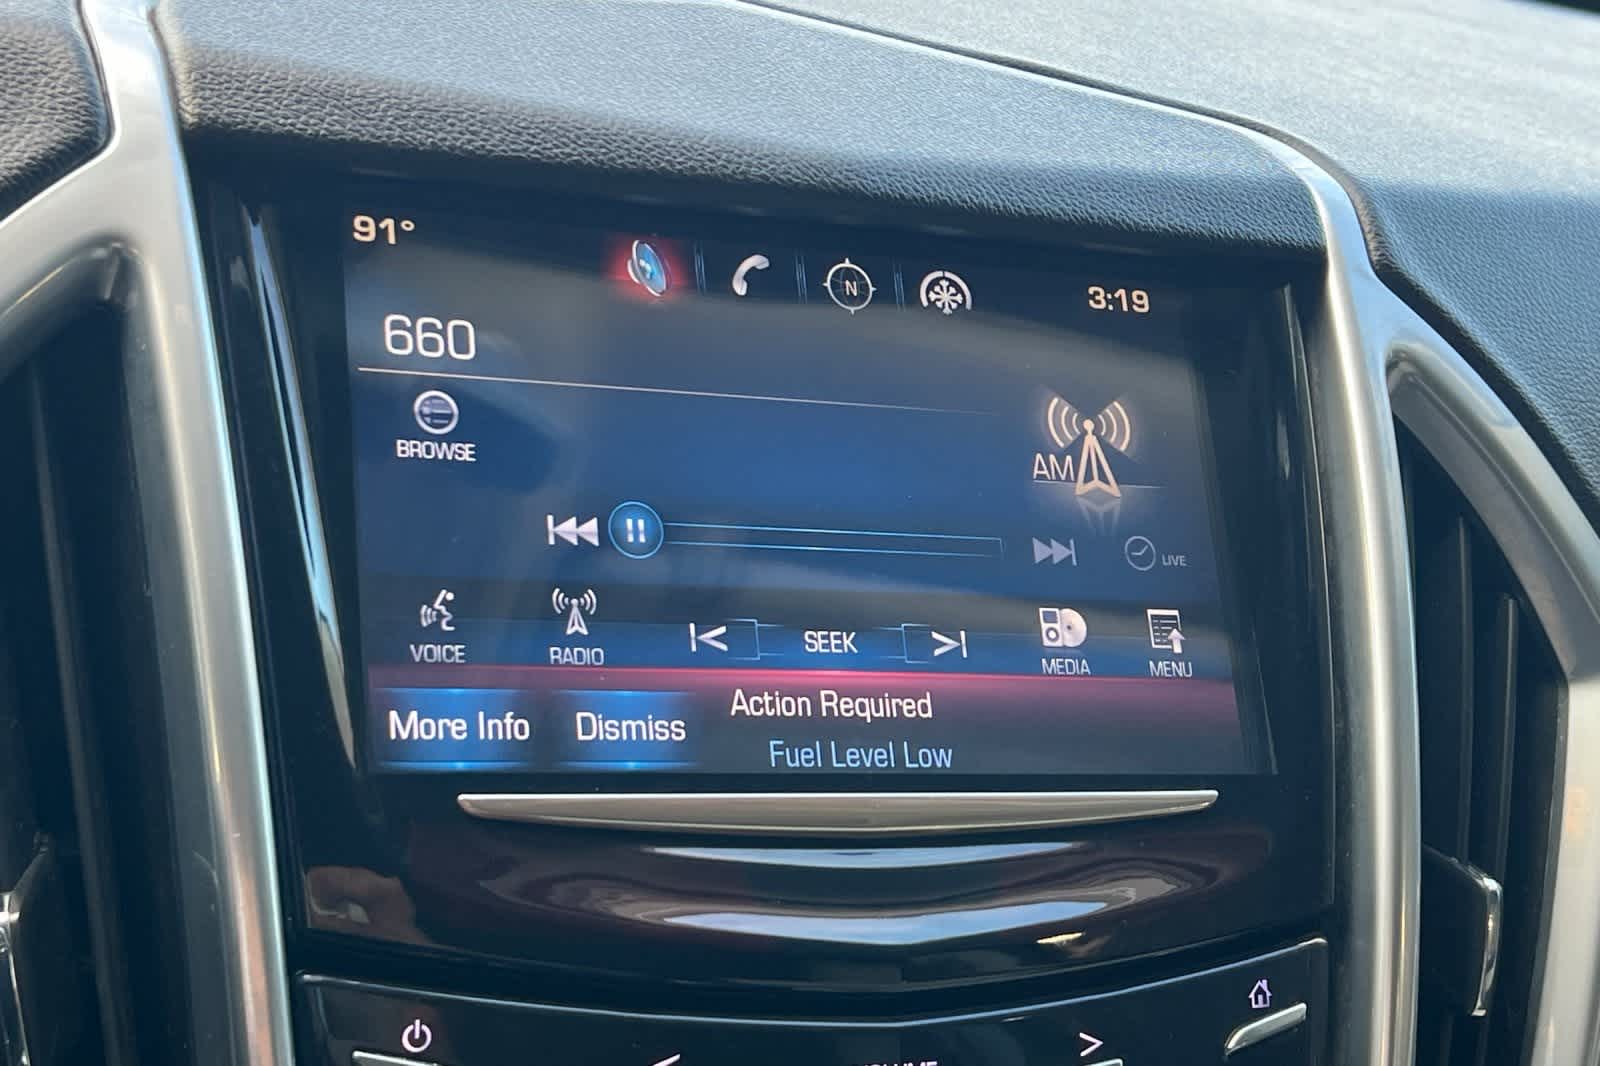 91°
N
3:19
660
BROWSE
AM
LIVE
VOICE
RADIO
SEEK
MEDIA
MENU
More Info
Dismiss
Action Required
Fuel Level Low
VOLUME